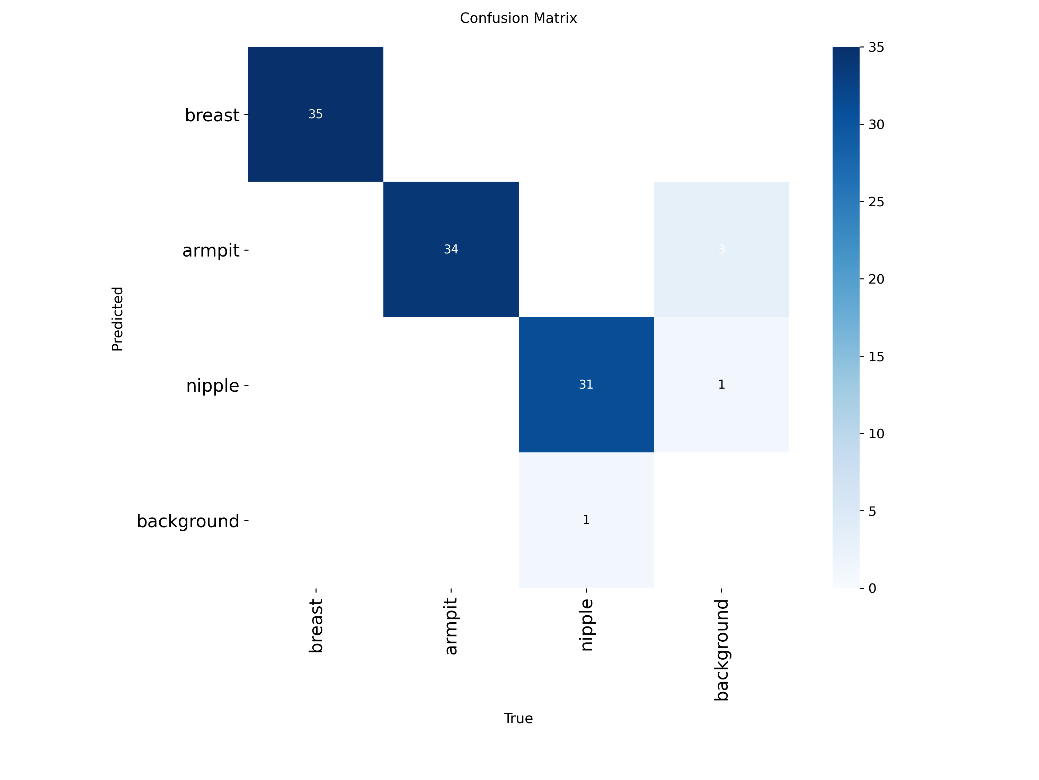 Confusion Matrix
breast
armpit
nipple
background
Predicted
35
34
3
31
1
1
breast
armpit
nipple
background
True
35
30
25
20
15
10
5
0